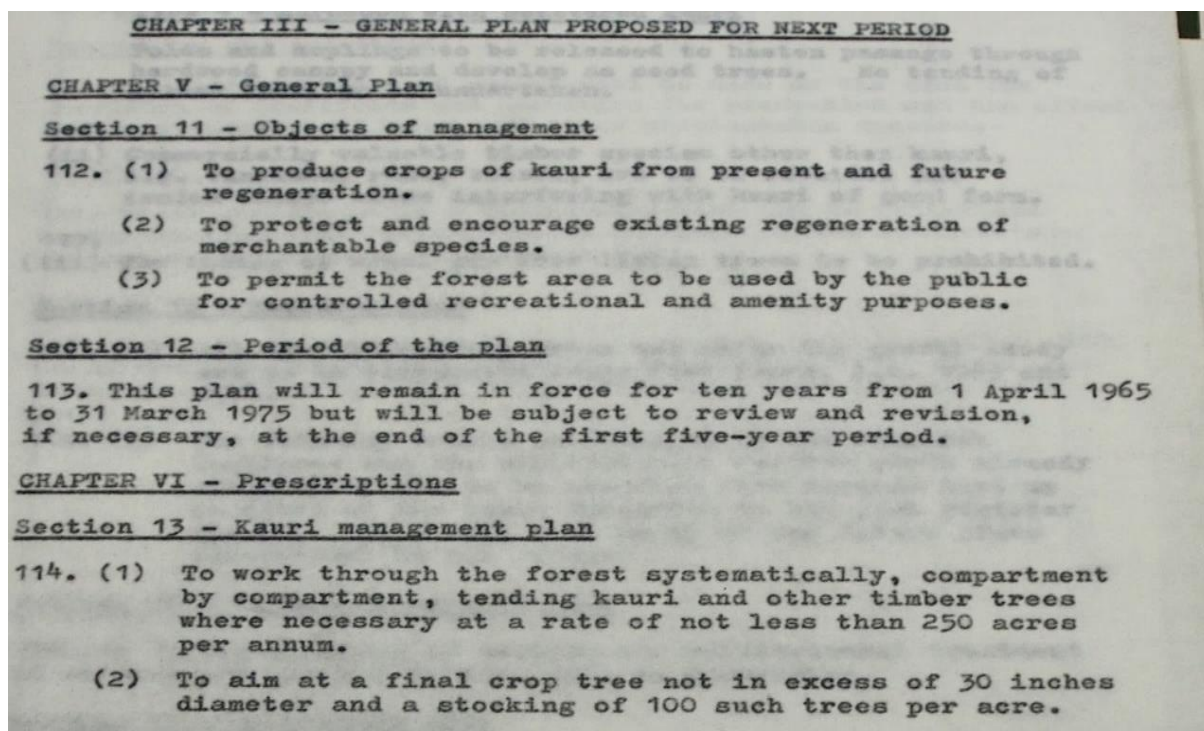 CHAPTER III - GENERAL PLAN PROPOSED FOR NEXT PERIOD
CHAPTER V - General Plan
Section 11 - Objects of management
112. (1) To produce crops of kauri from present and future
regeneration.
(2) To protect and encourage existing regeneration of
merchantable species.
(3) To permit the forest area to be used by the public
for controlled recreational and amenity purposes.
Section 12 - Period of the plan
113. This plan will remain in force for ten years from 1 April 1965
to 31 March 1975 but will be subject to review and revision,
if necessary, at the end of the first five-year period.
CHAPTER VI - Prescriptions
Section 13 - Kauri management plan
114. (1) To work through the forest systematically, compartment
by compartment, tending kauri and other timber trees
where necessary at a rate of not less than 250 acres
per annum.
(2) To aim at a final crop tree not in excess of 30 inches
diameter and a stocking of 100 such trees per acre.